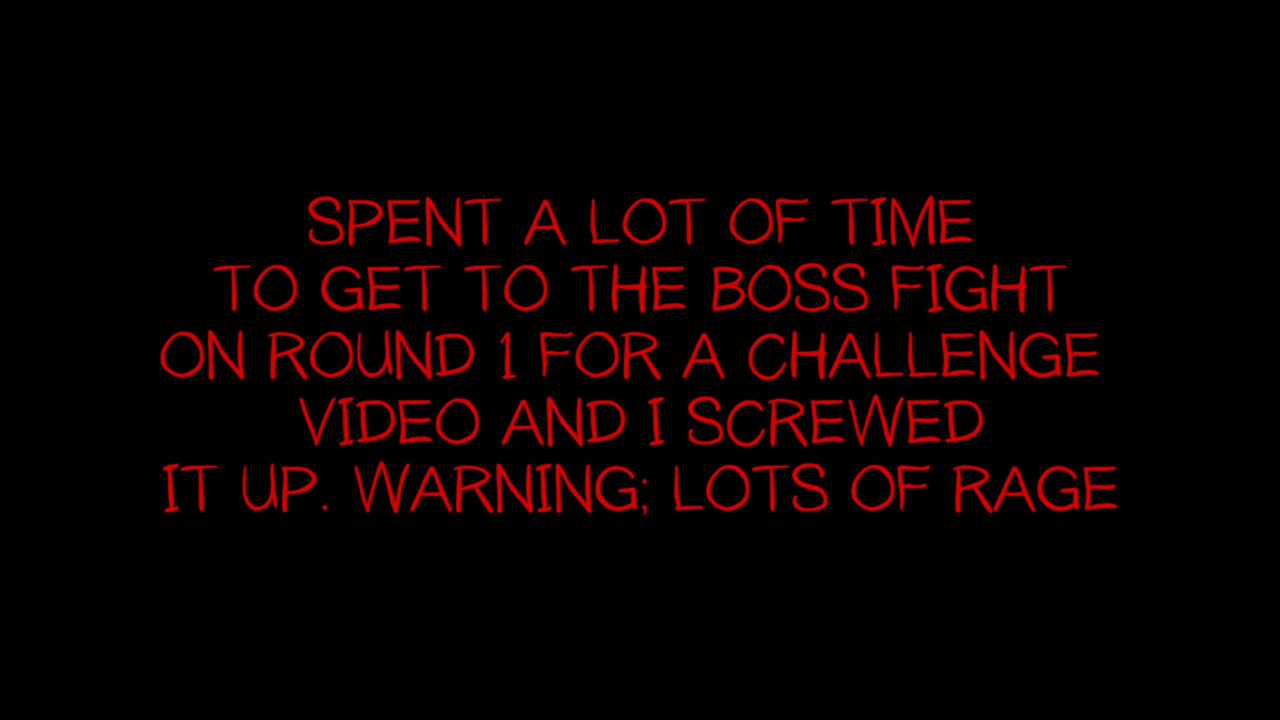 SPENT A LOT OF TIME
TO GET TO THE BOSS FIGHT
ON ROUND 1 FOR A CHALLENGE
VIDEO AND I SCREWED
IT UP. WARNING; LOTS OF RAGE